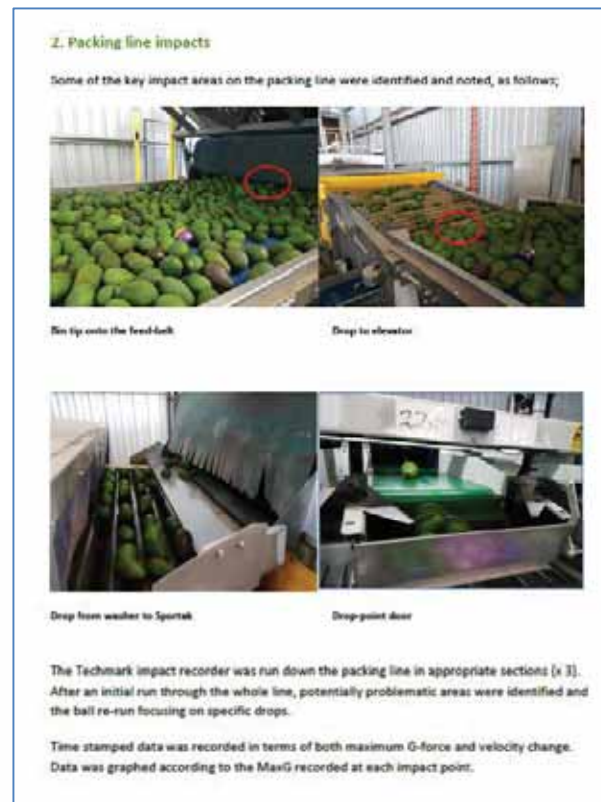 2. Packing line impacts
Some of the key impact areas on the packing line were identified and noted, as follows;
Bin tip onto the feed-belt
Drop to elevator
22
Drop from washer to Sportak
Drop-point door
The Techmark impact recorder was run down the packing line in appropriate sections (x 3).
After an initial run through the whole line, potentially problematic areas were identified and
the ball re-run focusing on specific drops.
Time stamped data was recorded in terms of both maximum G-force and velocity change.
Data was graphed according to the MaxG recorded at each impact point.